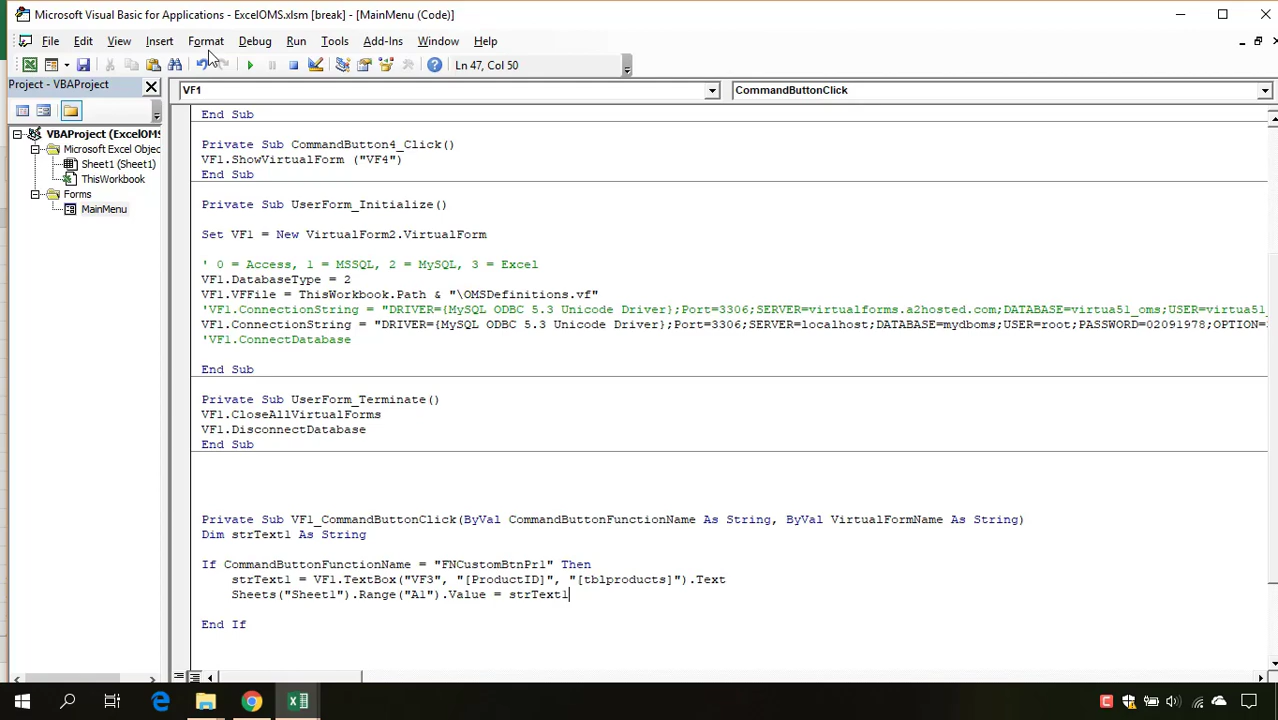 Microsoft Visual Basic for Applications - ExcelOMS.xlsm [break] - [MainMenu (Code)]
File Edit View Insert Format Debug Run Tools Add-Ins Window Help
Ln 47, Col 50
Project - VBAProject
VF1
CommandButtonClick
VBAProject (ExcelOMS
Microsoft Excel Objec
Sheet1 (Sheet1)
ThisWorkbook
Forms
MainMenu
End Sub
Private Sub CommandButton4_Click()
VF1.ShowVirtualForm ("VF4")
End Sub
Private Sub UserForm_Initialize()
Set VF1 = New VirtualForm2.VirtualForm
' 0 = Access, 1 = MSSQL, 2 = MySQL, 3 = Excel
VF1.DatabaseType = 2
VF1.VFFile = ThisWorkbook.Path & "\OMSDefinitions.vf"
'VF1.ConnectionString = "DRIVER={MySQL ODBC 5.3 Unicode Driver};Port=3306;SERVER=virtualforms.a2hosted.com;DATABASE=virtua51_oms;USER=virtua51_
VF1.ConnectionString = "DRIVER={MySQL ODBC 5.3 Unicode Driver};Port=3306;SERVER=localhost;DATABASE=mydboms;USER=root;PASSWORD=02091978;OPTION=
'VF1.ConnectDatabase
End Sub
Private Sub UserForm_Terminate()
VF1.CloseAllVirtualForms
VF1.DisconnectDatabase
End Sub
Private Sub VF1_CommandButtonClick(ByVal CommandButtonFunctionName As String, ByVal VirtualFormName As String)
Dim strText1 As String
If CommandButtonFunctionName = "FNCustomBtnPr1" Then
strText1 = VF1.TextBox("VF3", "[ProductID]", "[tblproducts]").Text
Sheets("Sheet1").Range("A1").Value = strText1
End If